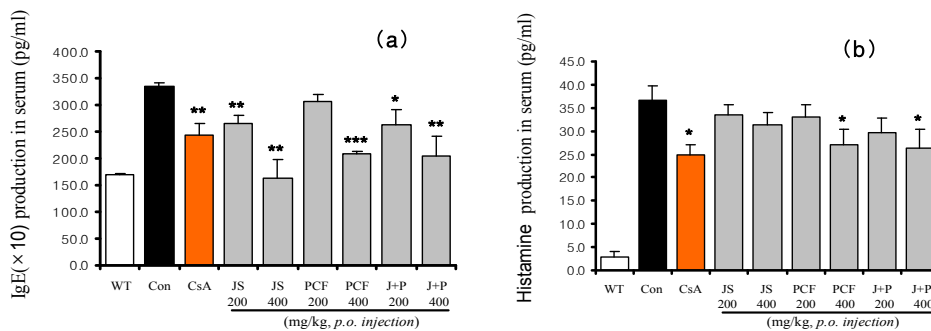 (a)
IgE(×10) production in serum (pg/ml)
400.0
350.0
300.0
250.0
200.0
150.0
100.0
50.0
0.0
** ** ** *** * **
WT Con CsA JS JS PCF PCF J+P J+P
200 400 200 400 200 400
(mg/kg, p.o. injection)
(b)
Histamine production in serum (pg/ml)
45.0
40.0
35.0
30.0
25.0
20.0
15.0
10.0
5.0
0.0
* * *
WT Con CsA JS JS PCF PCF J+P J+P
200 400 200 400 200 400
(mg/kg, p.o. injection)